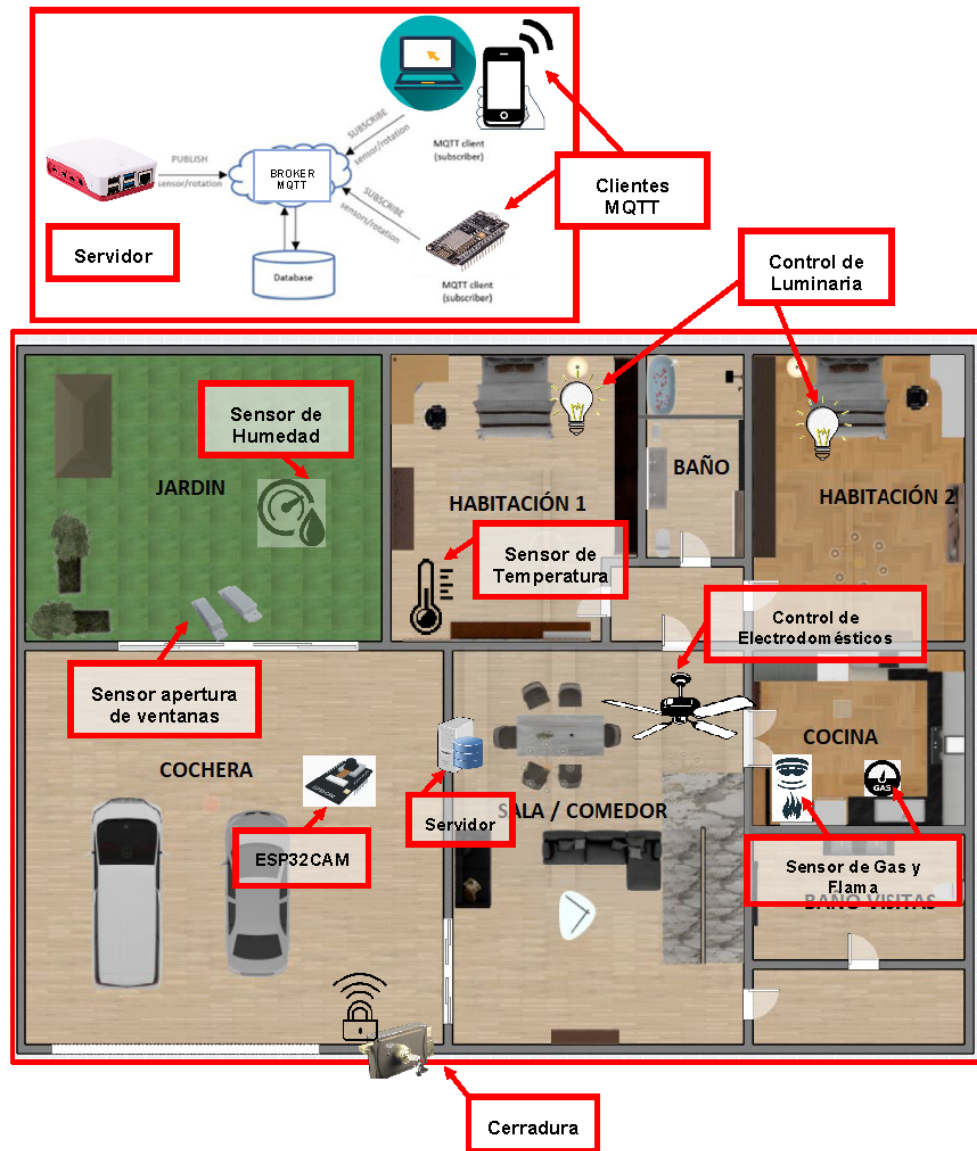 PUBLISH
sensor/rotation
SUBSCRIBE
sensor/rotation
MQTT client
(subscriber)
BROKER
MQTT
SUBSCRIBE
sensors/rotation
Database
MQTT client
(subscriber)
Servidor
Clientes
MQTT
Control de
Luminaria
Sensor de
Humedad
JARDIN
HABITACIÓN 1
BAÑO
HABITACIÓN 2
Sensor de
Temperatura
Control de
Electrodomésticos
Sensor apertura
de ventanas
COCHERA
COCINA
GAS
SALA / COMEDOR
Servidor
ESP32CAM
Sensor de Gas y
Flama
BAÑO VISITAS
Cerradura